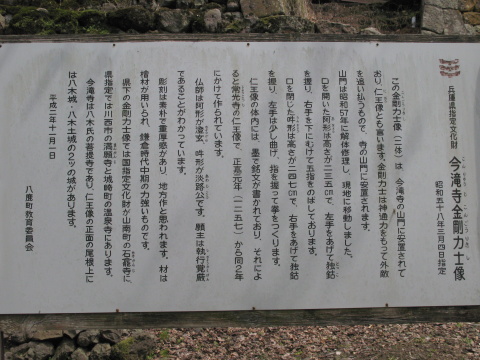 兵庫県指定文化財
今滝寺金剛力士像
昭和五十八年三月四日指定
この金剛力士像(二体)は、今滝寺の山門に安置されて
おり、仁王像とも言います。金剛力士は神通力をもって外敵
を追い払うもので、寺の山門に安置されます。
山門は昭和57年に解体修理し、現地に移動しました。
口を開いた阿形は高さが二三五㎝で、左手をあげて独鈷
を握り、右手を下にむけて五指をのばしております。
口を閉じた吽形は高さが二四七㎝で、右手をあげて独鈷
を握り、左手は少し曲げ、指を握って拳をつくります。
仁王像の体内には、墨で銘文が書かれており、それによ
ると常光寺の仁王像で、正嘉元年(一二五七)から同2年
にかけて作られています。
仏師は阿形が澄玄、吽形が淡路公です。願主は執行覚厳
であることがわかっています。
彫刻は素朴で重厚感があり、地方作と思われます。材は
檜材が用いられ、鎌倉時代中期の力強いものです。
県下の金剛力士像では国指定文化財が山南町の石龕寺に、
県指定では川西市の満願寺と城崎町の温泉寺にあります。
今滝寺は八木氏の菩提寺であり、仁王像の正面の尾根上に
は八木城、八木土城の2ッの城があります。
平成二年十二月一日
八鹿町教育委員会